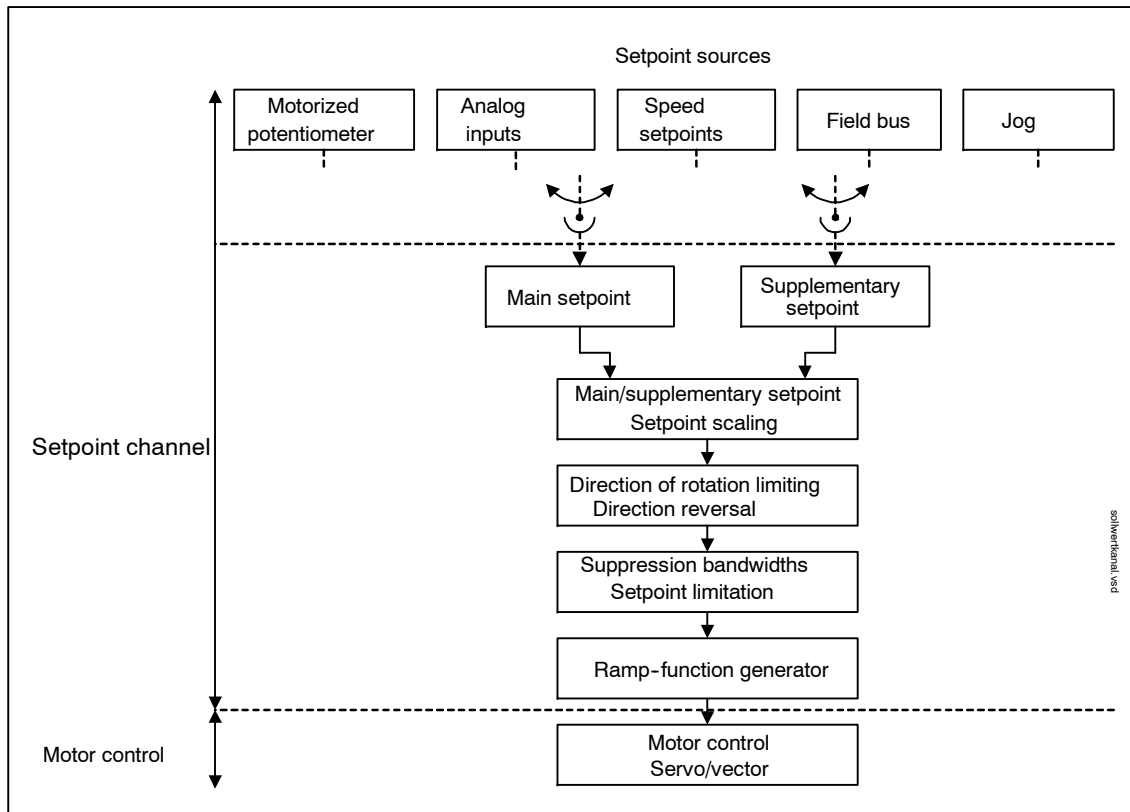 Setpoint sources
Motorized
potentiometer
Analog
inputs
Speed
setpoints
Field bus
Jog
Main setpoint
Supplementary
setpoint
Main/supplementary setpoint
Setpoint scaling
Setpoint channel
Direction of rotation limiting
Direction reversal
Suppression bandwidths
Setpoint limitation
Ramp-function generator
Motor control
Motor control
Servo/vector
sollwertkanal.vsd